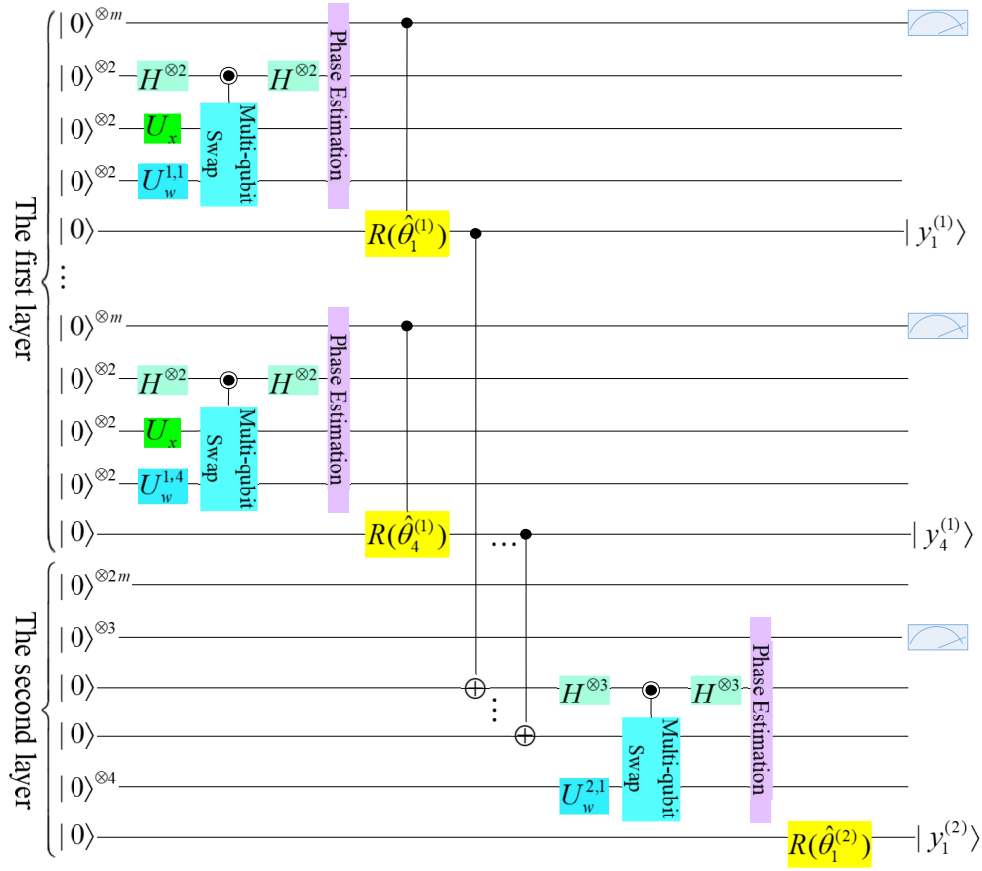 The first layer
|0⟩^{⊗m}
|0⟩^{⊗2} H^{⊗2} H^{⊗2}
Multi-qubit
Swap
Phase Estimation
|0⟩^{⊗2} U_x
|0⟩^{⊗2} U_w^{1,1}
|0⟩ R(θ̂_1^{(1)}) |y_1^{(1)}⟩
...
|0⟩^{⊗m}
|0⟩^{⊗2} H^{⊗2} H^{⊗2}
Multi-qubit
Swap
Phase Estimation
|0⟩^{⊗2} U_x
|0⟩^{⊗2} U_w^{1,4}
|0⟩ R(θ̂_4^{(1)}) ... |y_4^{(1)}⟩
The second layer
|0⟩^{⊗2m}
|0⟩^{⊗3}
|0⟩ H^{⊗3} H^{⊗3}
...
Multi-qubit
Swap
Phase Estimation
|0⟩
|0⟩^{⊗4} U_w^{2,1}
|0⟩ R(θ̂_1^{(2)}) |y_1^{(2)}⟩